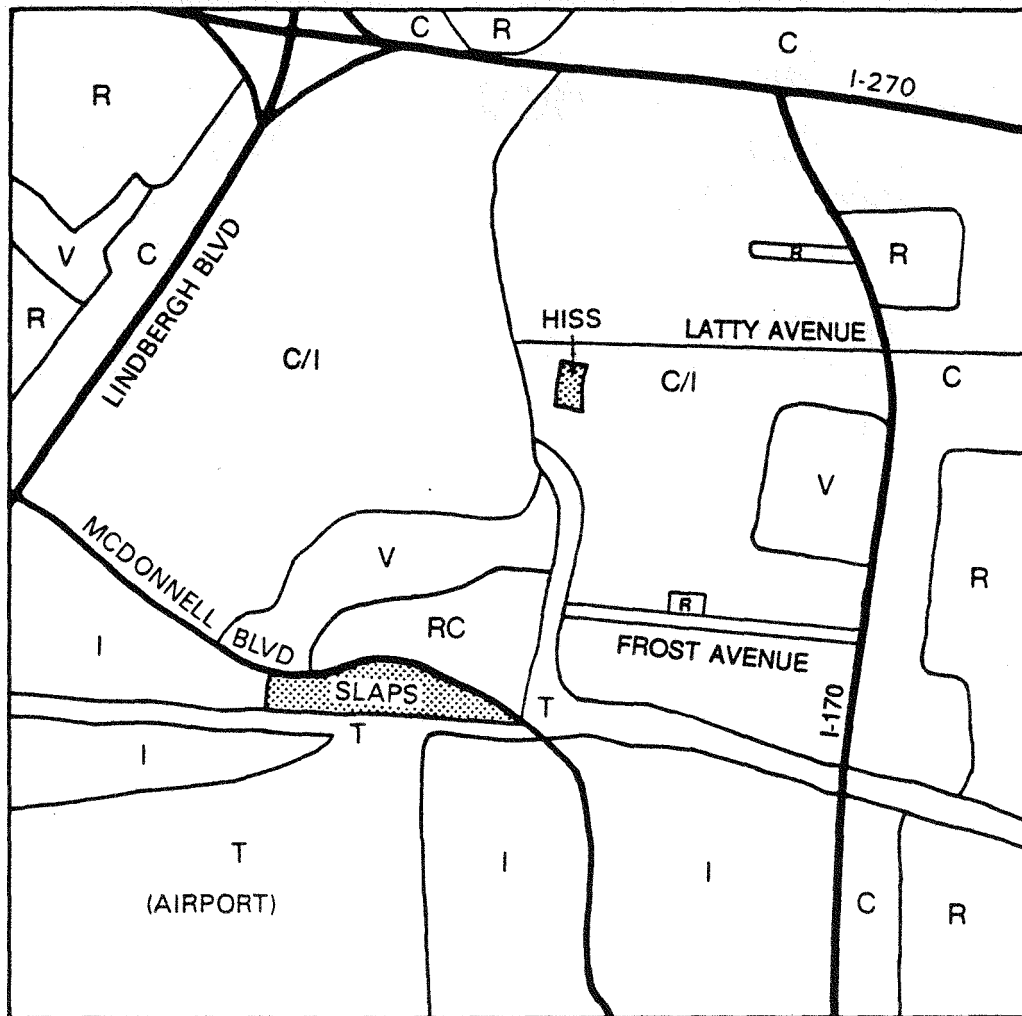 C
R
C
I-270
R
V
C
R
LINDBERGH BLVD
C/I
R
R
HISS
LATTY AVENUE
C/I
C
V
MCDONNELL BLVD
V
R
R
RC
FROST AVENUE
I
SLAPS
T
T
I-170
I
T
(AIRPORT)
I
I
C
R